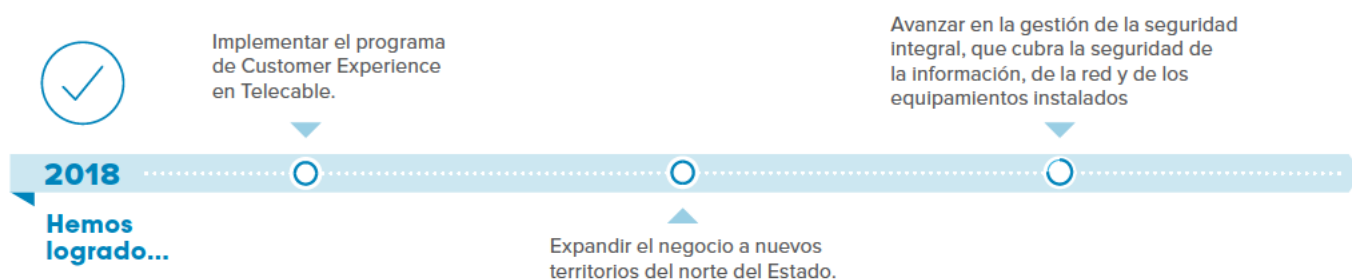 Implementar el programa
de Customer Experience
en Telecable.
Avanzar en la gestión de la seguridad
integral, que cubra la seguridad de
la información, de la red y de los
equipamientos instalados
2018
Hemos
logrado...
Expandir el negocio a nuevos
territorios del norte del Estado.